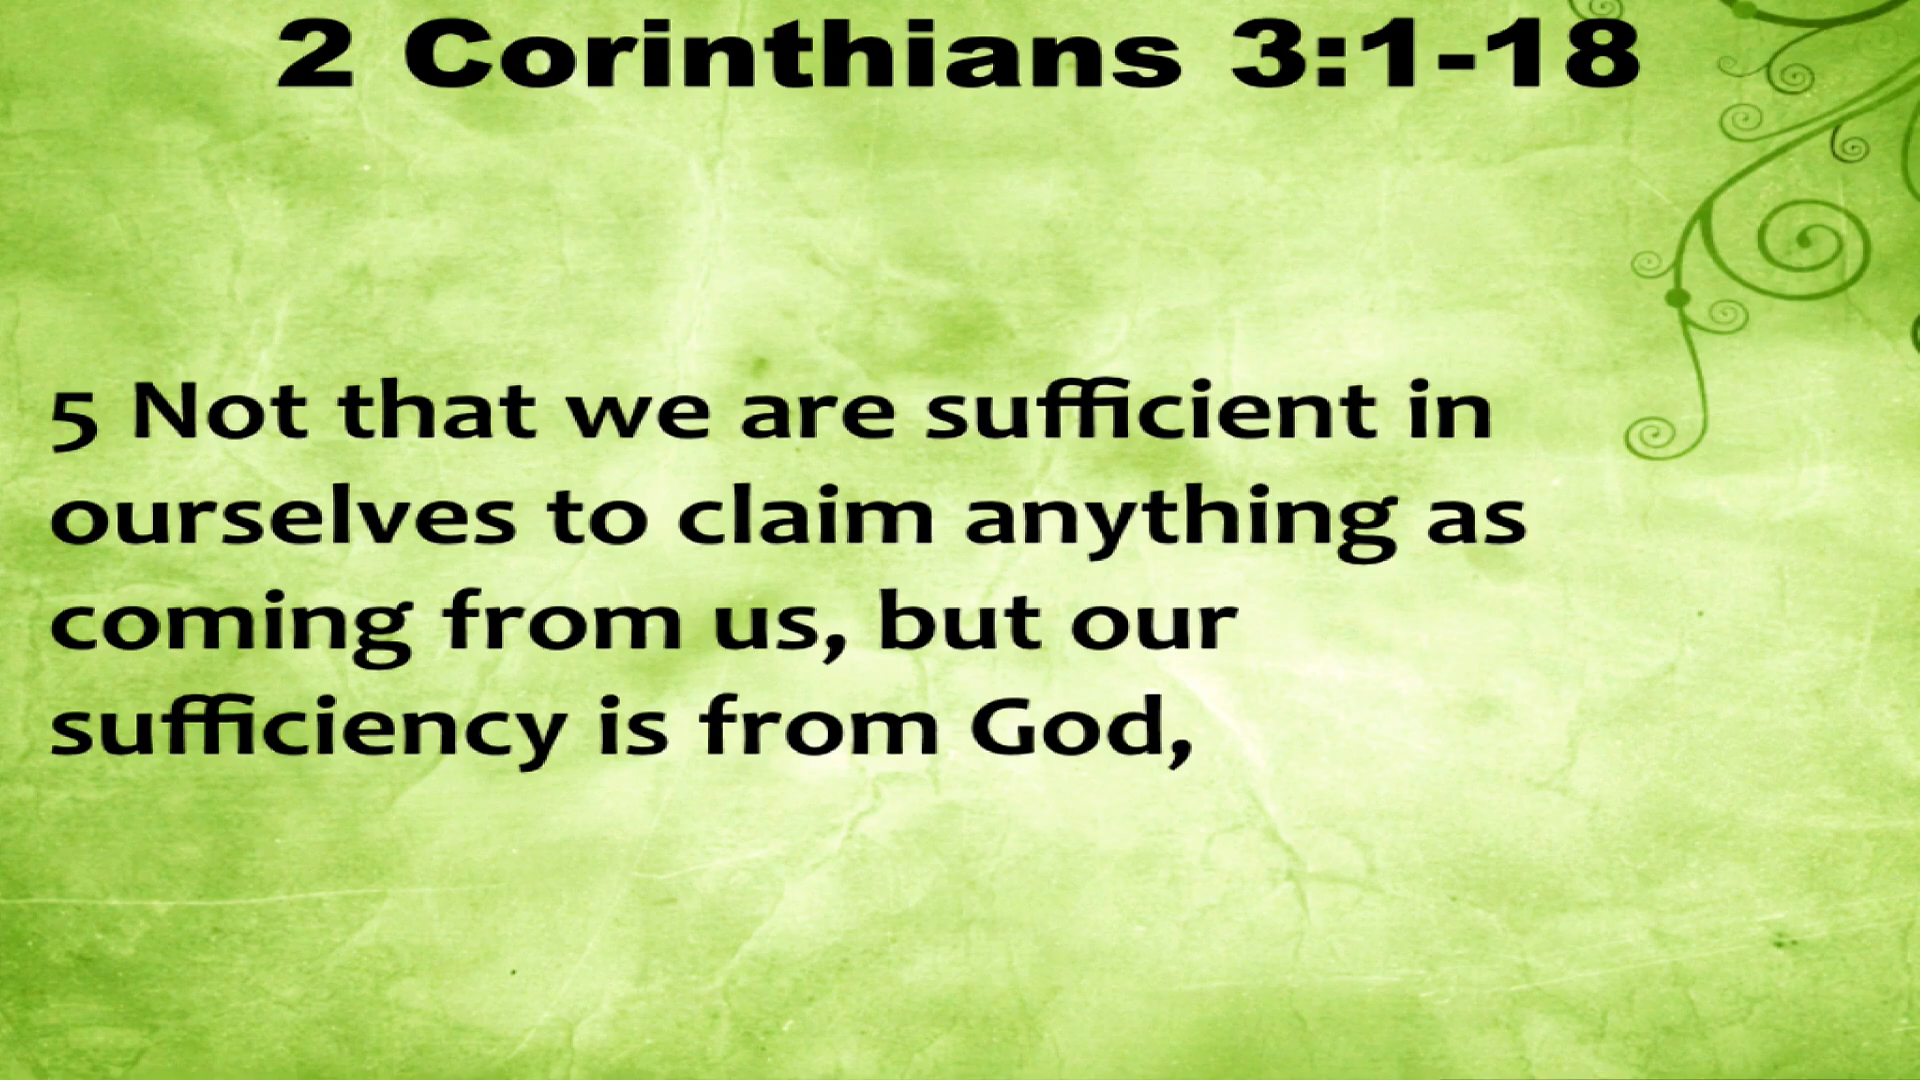 2 Corinthians 3:1-18
5 Not that we are sufficient in
ourselves to claim anything as
coming from us, but our
sufficiency is from God,